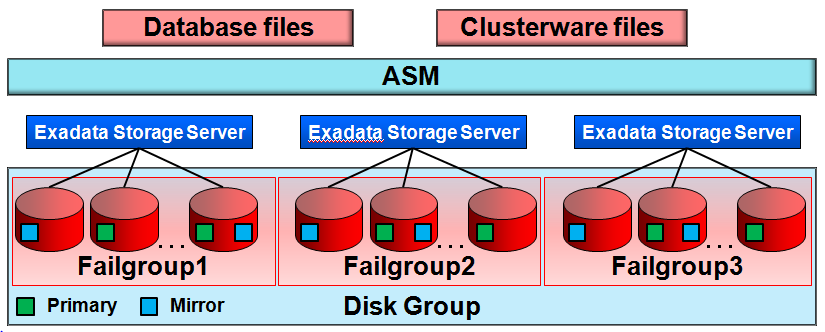 Database files
Clusterware files
ASM
Exadata Storage Server
Exadata Storage Server
Exadata Storage Server
...
...
...
Failgroup1
Failgroup2
Failgroup3
Primary
Mirror
Disk Group